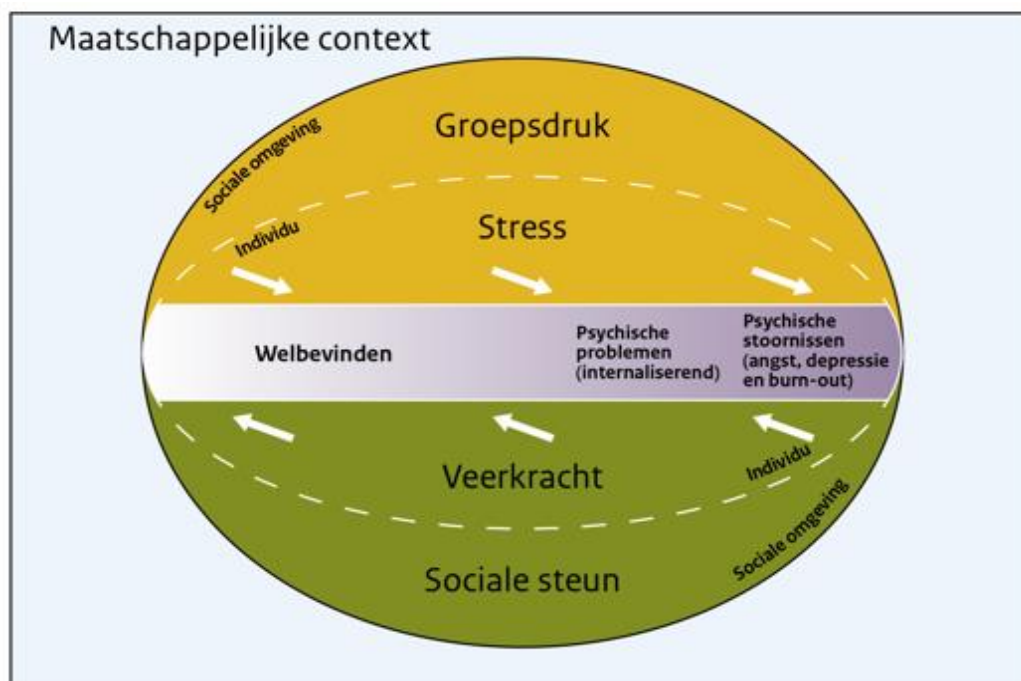 Maatschappelijke context
Groepsdruk
Sociale omgeving
Individu
Stress
Welbevinden
Psychische
problemen
(internaliserend)
Psychische
stoornissen
(angst, depressie
en burn-out)
Veerkracht
Individu
Sociale omgeving
Sociale steun